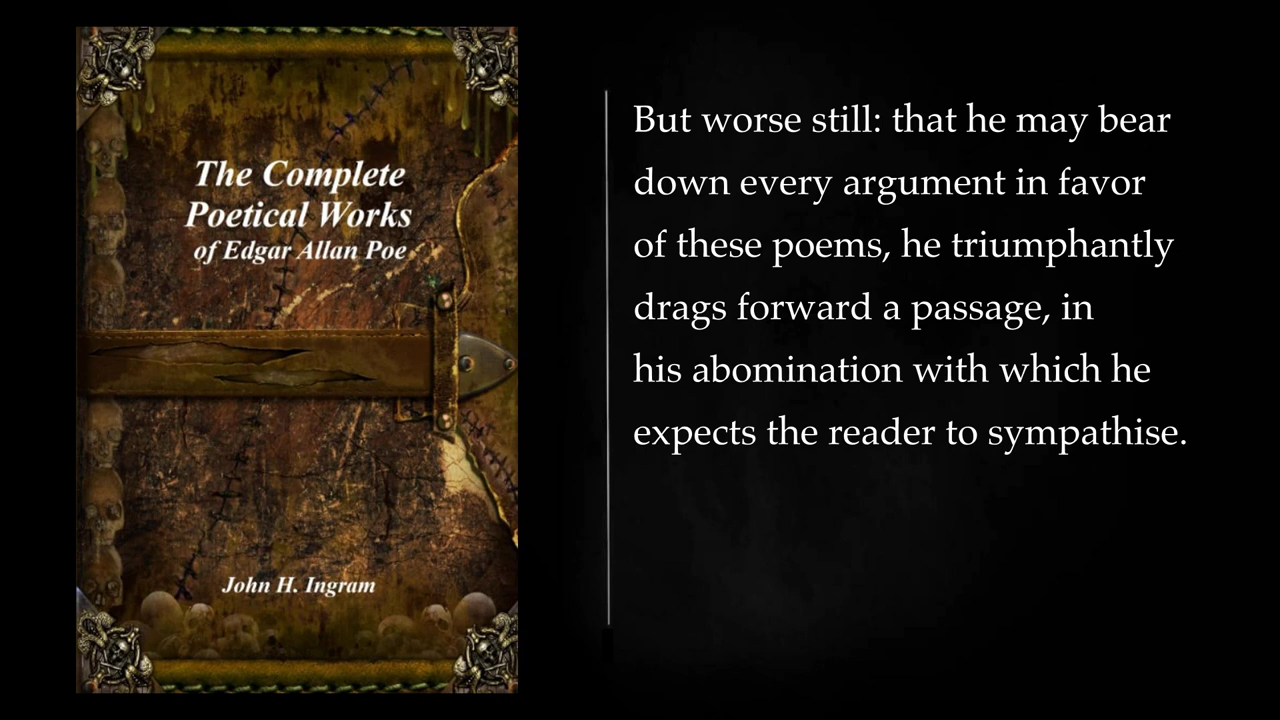 The Complete
Poetical Works
of Edgar Allan Poe
John H. Ingram
But worse still: that he may bear
down every argument in favor
of these poems, he triumphantly
drags forward a passage, in
his abomination with which he
expects the reader to sympathise.